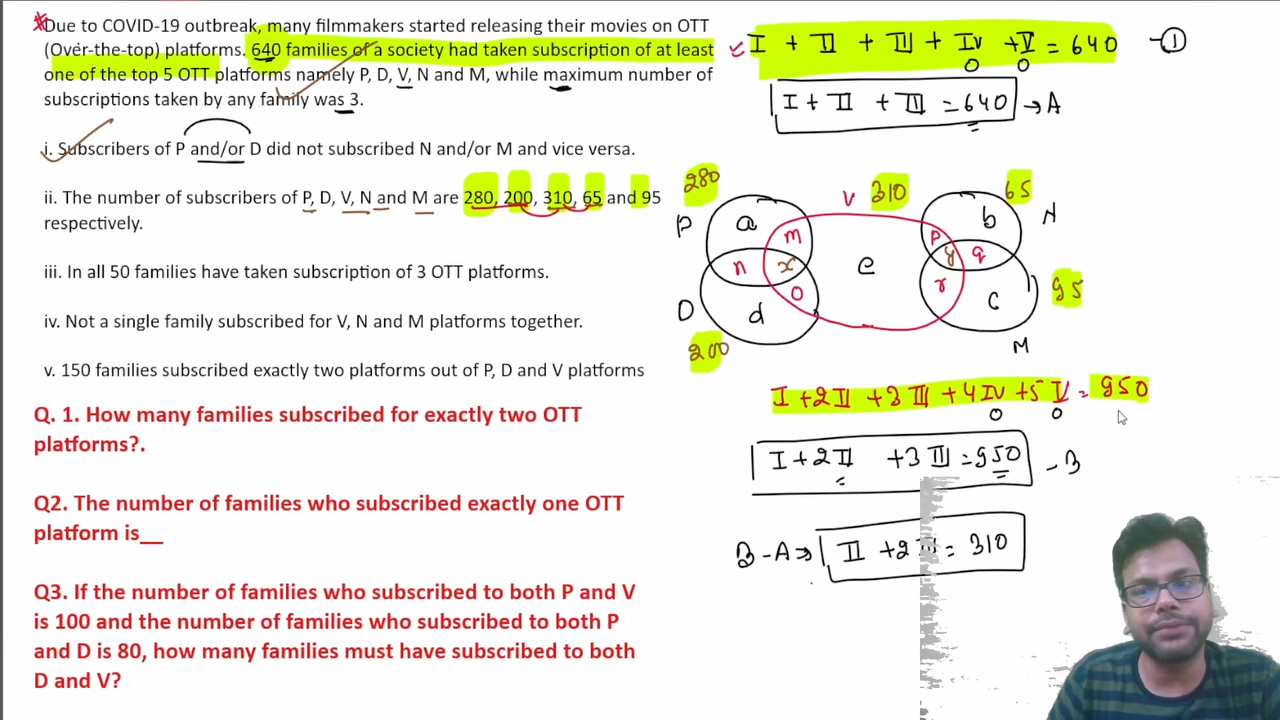 *Due to COVID-19 outbreak, many filmmakers started releasing their movies on OTT
(Over-the-top) platforms. 640 families of a society had taken subscription of at least
one of the top 5 OTT platforms namely P, D, V, N and M, while maximum number of
subscriptions taken by any family was 3.
i. Subscribers of P and/or D did not subscribed N and/or M and vice versa.
ii. The number of subscribers of P, D, V, N and M are 280, 200, 310, 65 and 95
respectively.
iii. In all 50 families have taken subscription of 3 OTT platforms.
iv. Not a single family subscribed for V, N and M platforms together.
v. 150 families subscribed exactly two platforms out of P, D and V platforms
Q. 1. How many families subscribed for exactly two OTT
platforms?.
Q2. The number of families who subscribed exactly one OTT
platform is__
Q3. If the number of families who subscribed to both P and V
is 100 and the number of families who subscribed to both P
and D is 80, how many families must have subscribed to both
D and V?
I + II + III + IV + V = 640 - 1
0 0
I + II + III = 640 → A
280 V 310 65
P a m p b N
n x e y q
D d o r c 95
200 M
I + 2II + 3III + 4IV + 5V = 950
0 0
I + 2II + 3III = 950 - B
B - A ⇒ II + 2III = 310